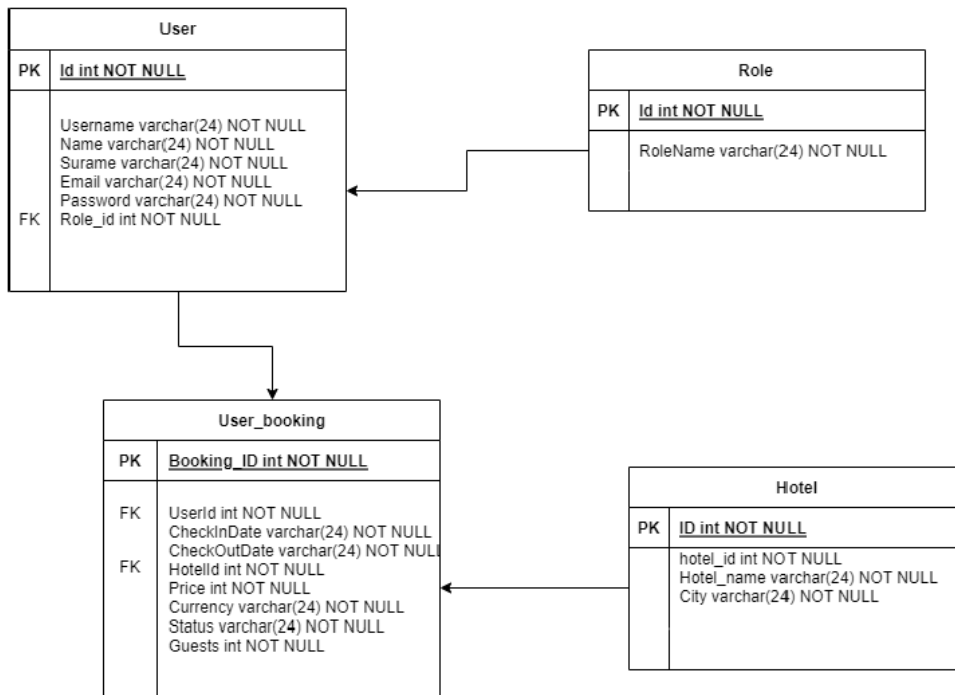 User
PK Id int NOT NULL
Username varchar(24) NOT NULL
Name varchar(24) NOT NULL
Surame varchar(24) NOT NULL
Email varchar(24) NOT NULL
Password varchar(24) NOT NULL
FK Role_id int NOT NULL
Role
PK Id int NOT NULL
RoleName varchar(24) NOT NULL
User_booking
PK Booking_ID int NOT NULL
FK UserId int NOT NULL
CheckInDate varchar(24) NOT NULL
CheckOutDate varchar(24) NOT NULL
FK HotelId int NOT NULL
Price int NOT NULL
Currency varchar(24) NOT NULL
Status varchar(24) NOT NULL
Guests int NOT NULL
Hotel
PK ID int NOT NULL
hotel_id int NOT NULL
Hotel_name varchar(24) NOT NULL
City varchar(24) NOT NULL